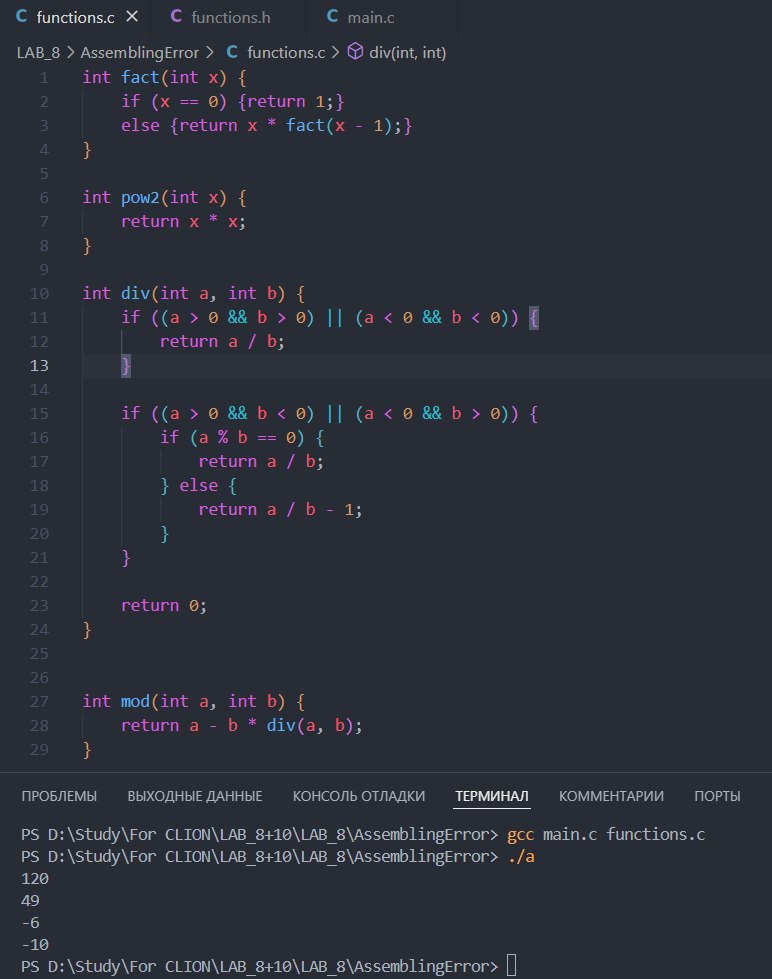 C functions.c × C functions.h C main.c
LAB_8 > AssemblingError > C functions.c > div(int, int)
1 int fact(int x) {
2     if (x == 0) {return 1;}
3     else {return x * fact(x - 1);}
4 }
5
6 int pow2(int x) {
7     return x * x;
8 }
9
10 int div(int a, int b) {
11     if ((a > 0 && b > 0) || (a < 0 && b < 0)) {
12         return a / b;
13     }
14
15     if ((a > 0 && b < 0) || (a < 0 && b > 0)) {
16         if (a % b == 0) {
17             return a / b;
18         } else {
19             return a / b - 1;
20         }
21     }
22
23     return 0;
24 }
25
26
27 int mod(int a, int b) {
28     return a - b * div(a, b);
29 }
ПРОБЛЕМЫ ВЫХОДНЫЕ ДАННЫЕ КОНСОЛЬ ОТЛАДКИ ТЕРМИНАЛ КОММЕНТАРИИ ПОРТЫ
PS D:\Study\For CLION\LAB_8+10\LAB_8\AssemblingError> gcc main.c functions.c
PS D:\Study\For CLION\LAB_8+10\LAB_8\AssemblingError> ./a
120
49
-6
-10
PS D:\Study\For CLION\LAB_8+10\LAB_8\AssemblingError>